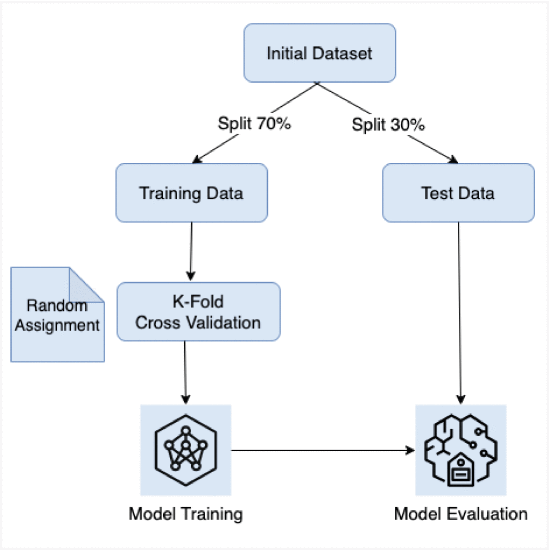 Initial Dataset
Split 70%
Split 30%
Training Data
Test Data
Random
Assignment
K-Fold
Cross Validation
Model Training
Model Evaluation